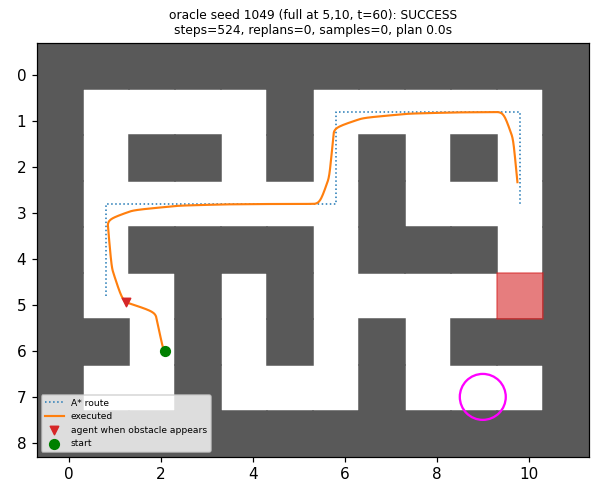 oracle seed 1049 (full at 5,10, t=60): SUCCESS
steps=524, replans=0, samples=0, plan 0.0s
0
1
2
3
4
5
6
7
8
A* route
executed
agent when obstacle appears
start
0 2 4 6 8 10